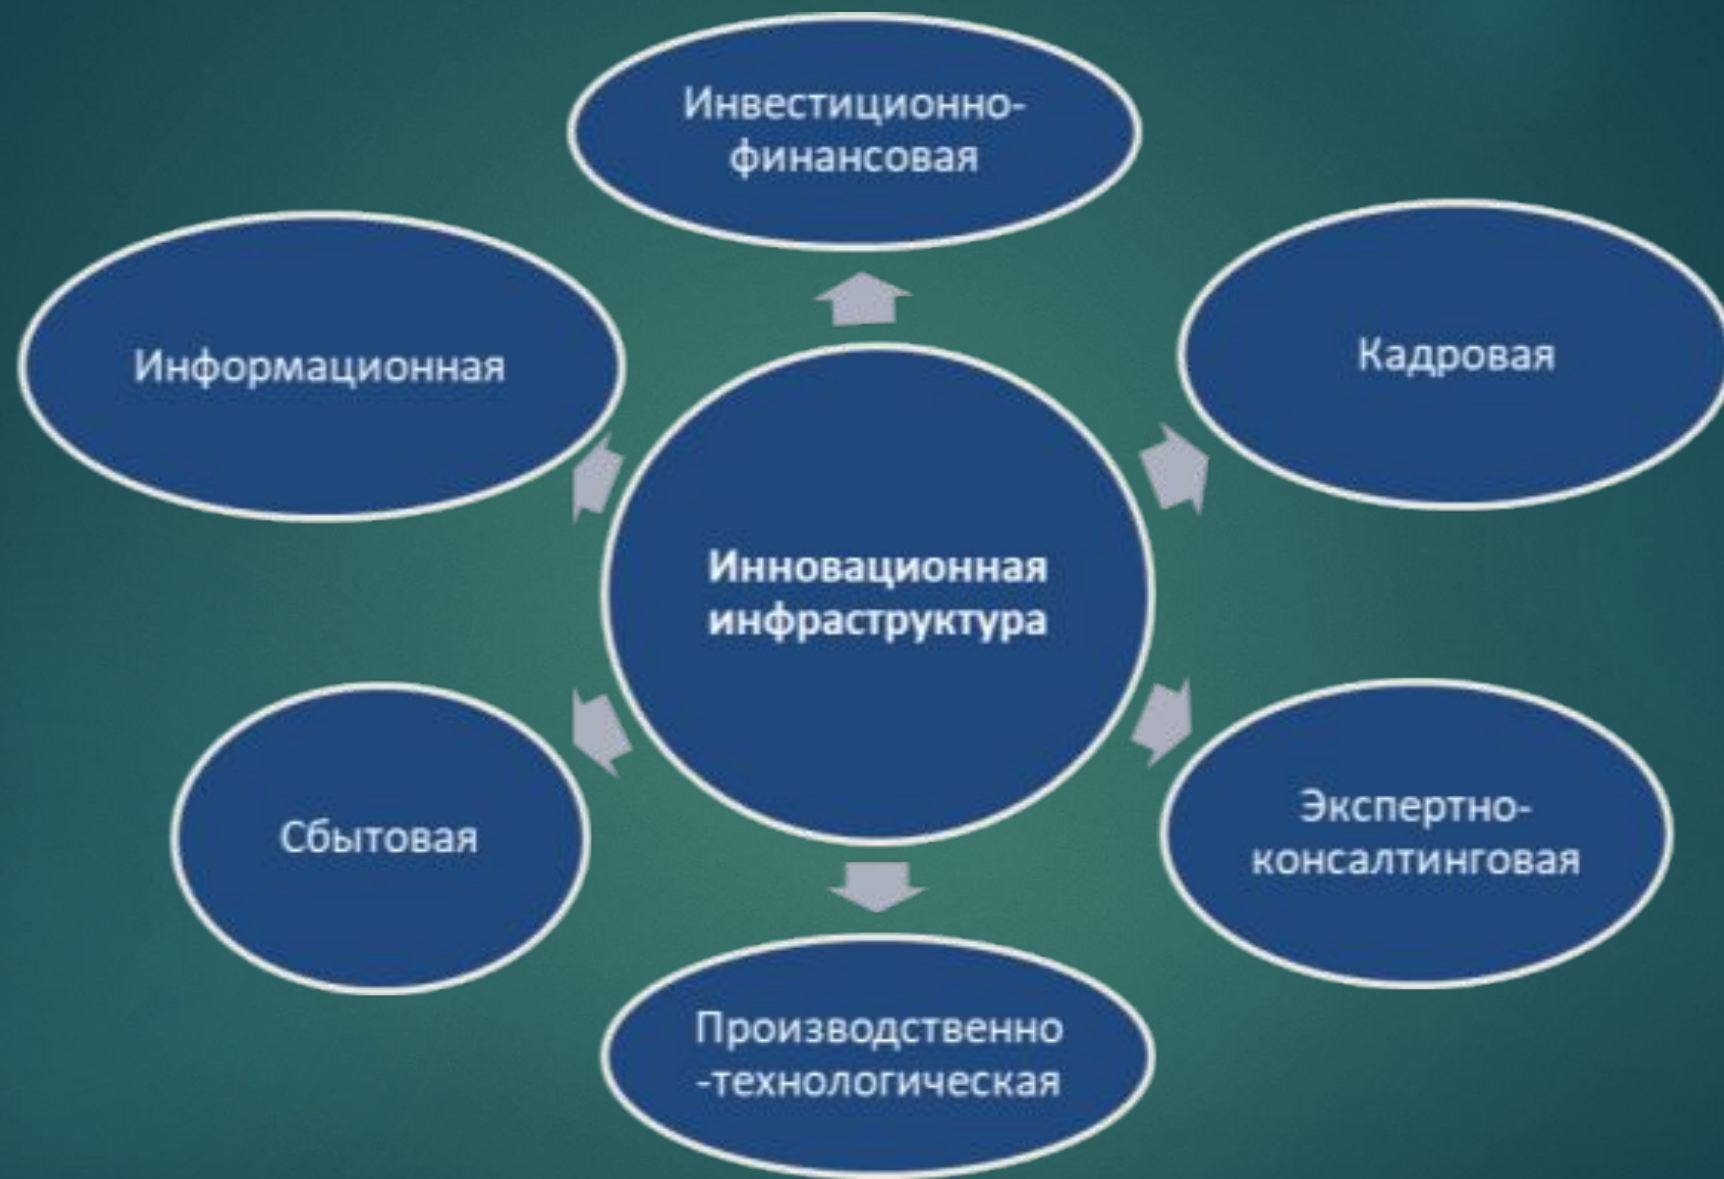 Инвестиционно-
финансовая
Информационная
Кадровая
Инновационная
инфраструктура
Сбытовая
Экспертно-
консалтинговая
Производственно
-технологическая